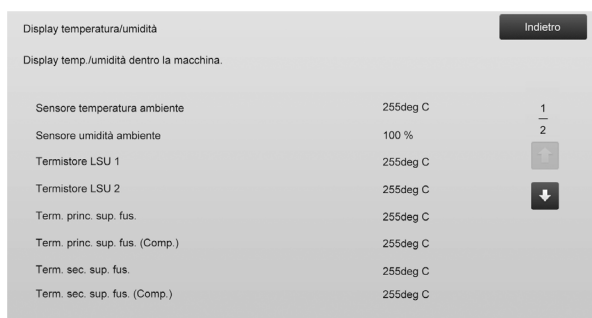 Display temperatura/umidità
Indietro
Display temp./umidità dentro la macchina.
Sensore temperatura ambiente 255deg C
Sensore umidità ambiente 100 %
Termistore LSU 1 255deg C
Termistore LSU 2 255deg C
Term. princ. sup. fus. 255deg C
Term. princ. sup. fus. (Comp.) 255deg C
Term. sec. sup. fus. 255deg C
Term. sec. sup. fus. (Comp.) 255deg C
1
2